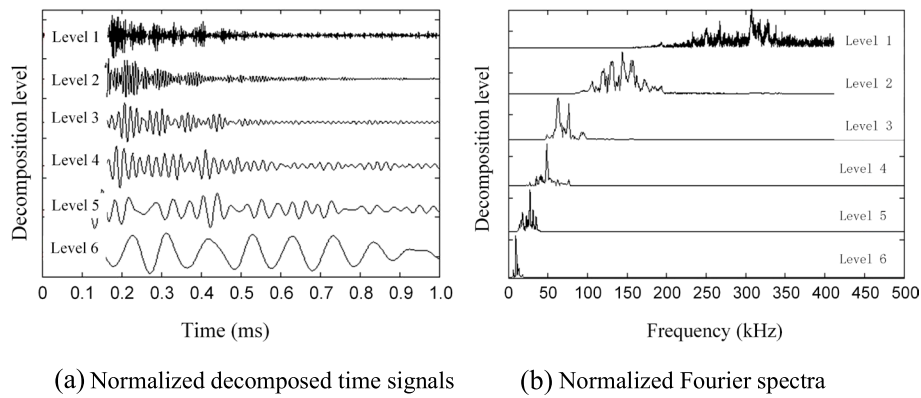 Decomposition level
Level 1
Level 2
Level 3
Level 4
Level 5
Level 6
0 0.1 0.2 0.3 0.4 0.5 0.6 0.7 0.8 0.9 1.0
Time (ms)
(a) Normalized decomposed time signals
Decomposition level
Level 1
Level 2
Level 3
Level 4
Level 5
Level 6
0 50 100 150 200 250 300 350 400 450 500
Frequency (kHz)
(b) Normalized Fourier spectra